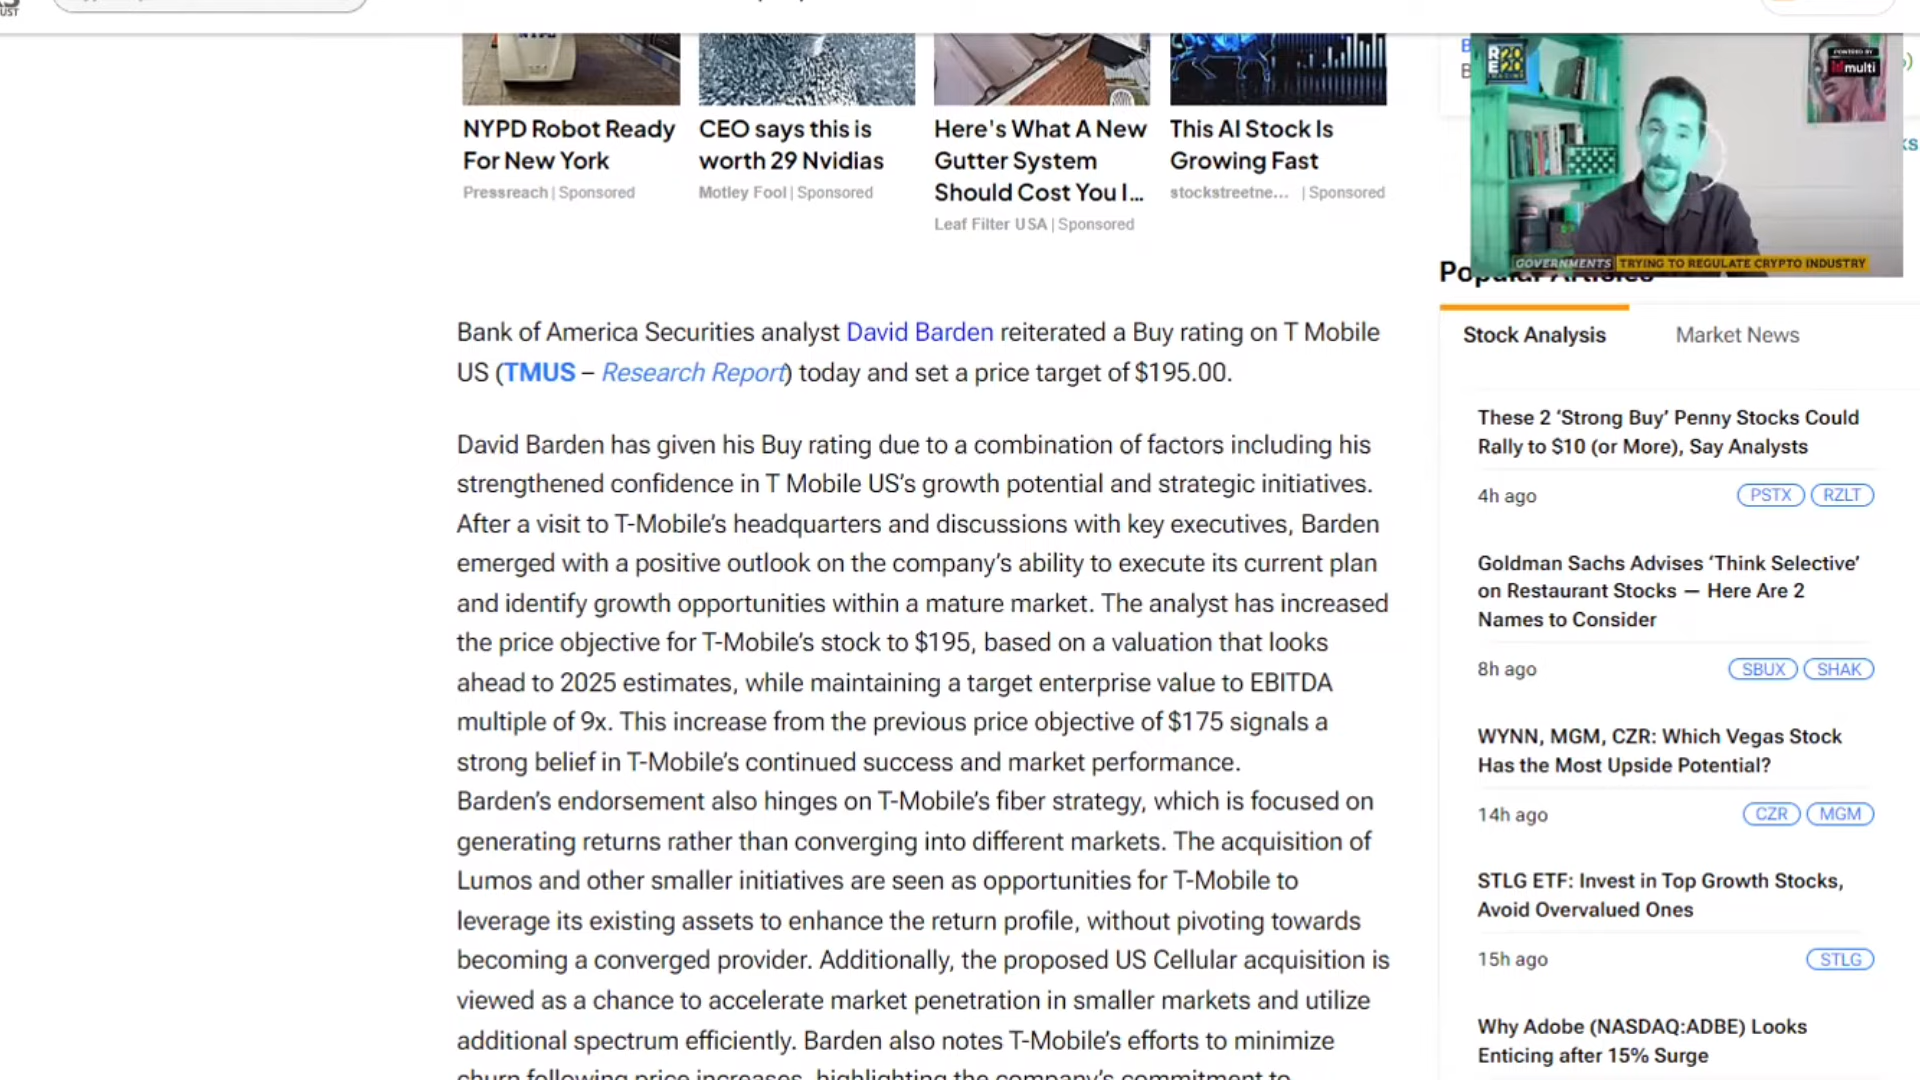 UST
NYPD
NYPD Robot Ready
For New York
Pressreach | Sponsored
CEO says this is
worth 29 Nvidias
Motley Fool | Sponsored
Here's What A New
Gutter System
Should Cost You I...
Leaf Filter USA | Sponsored
This AI Stock Is
Growing Fast
stockstreetne... | Sponsored
Bank of America Securities analyst David Barden reiterated a Buy rating on T Mobile
US (TMUS – Research Report) today and set a price target of $195.00.
David Barden has given his Buy rating due to a combination of factors including his
strengthened confidence in T Mobile US’s growth potential and strategic initiatives.
After a visit to T-Mobile’s headquarters and discussions with key executives, Barden
emerged with a positive outlook on the company’s ability to execute its current plan
and identify growth opportunities within a mature market. The analyst has increased
the price objective for T-Mobile’s stock to $195, based on a valuation that looks
ahead to 2025 estimates, while maintaining a target enterprise value to EBITDA
multiple of 9x. This increase from the previous price objective of $175 signals a
strong belief in T-Mobile’s continued success and market performance.
Barden’s endorsement also hinges on T-Mobile’s fiber strategy, which is focused on
generating returns rather than converging into different markets. The acquisition of
Lumos and other smaller initiatives are seen as opportunities for T-Mobile to
leverage its existing assets to enhance the return profile, without pivoting towards
becoming a converged provider. Additionally, the proposed US Cellular acquisition is
viewed as a chance to accelerate market penetration in smaller markets and utilize
additional spectrum efficiently. Barden also notes T-Mobile’s efforts to minimize
churn following price increases, highlighting the company’s commitment to
POWERED BY
multi
GOVERNMENTS TRYING TO REGULATE CRYPTO INDUSTRY
Popular Articles
Stock Analysis
Market News
These 2 ‘Strong Buy’ Penny Stocks Could
Rally to $10 (or More), Say Analysts
4h ago PSTX RZLT
Goldman Sachs Advises ‘Think Selective’
on Restaurant Stocks — Here Are 2
Names to Consider
8h ago SBUX SHAK
WYNN, MGM, CZR: Which Vegas Stock
Has the Most Upside Potential?
14h ago CZR MGM
STLG ETF: Invest in Top Growth Stocks,
Avoid Overvalued Ones
15h ago STLG
Why Adobe (NASDAQ:ADBE) Looks
Enticing after 15% Surge